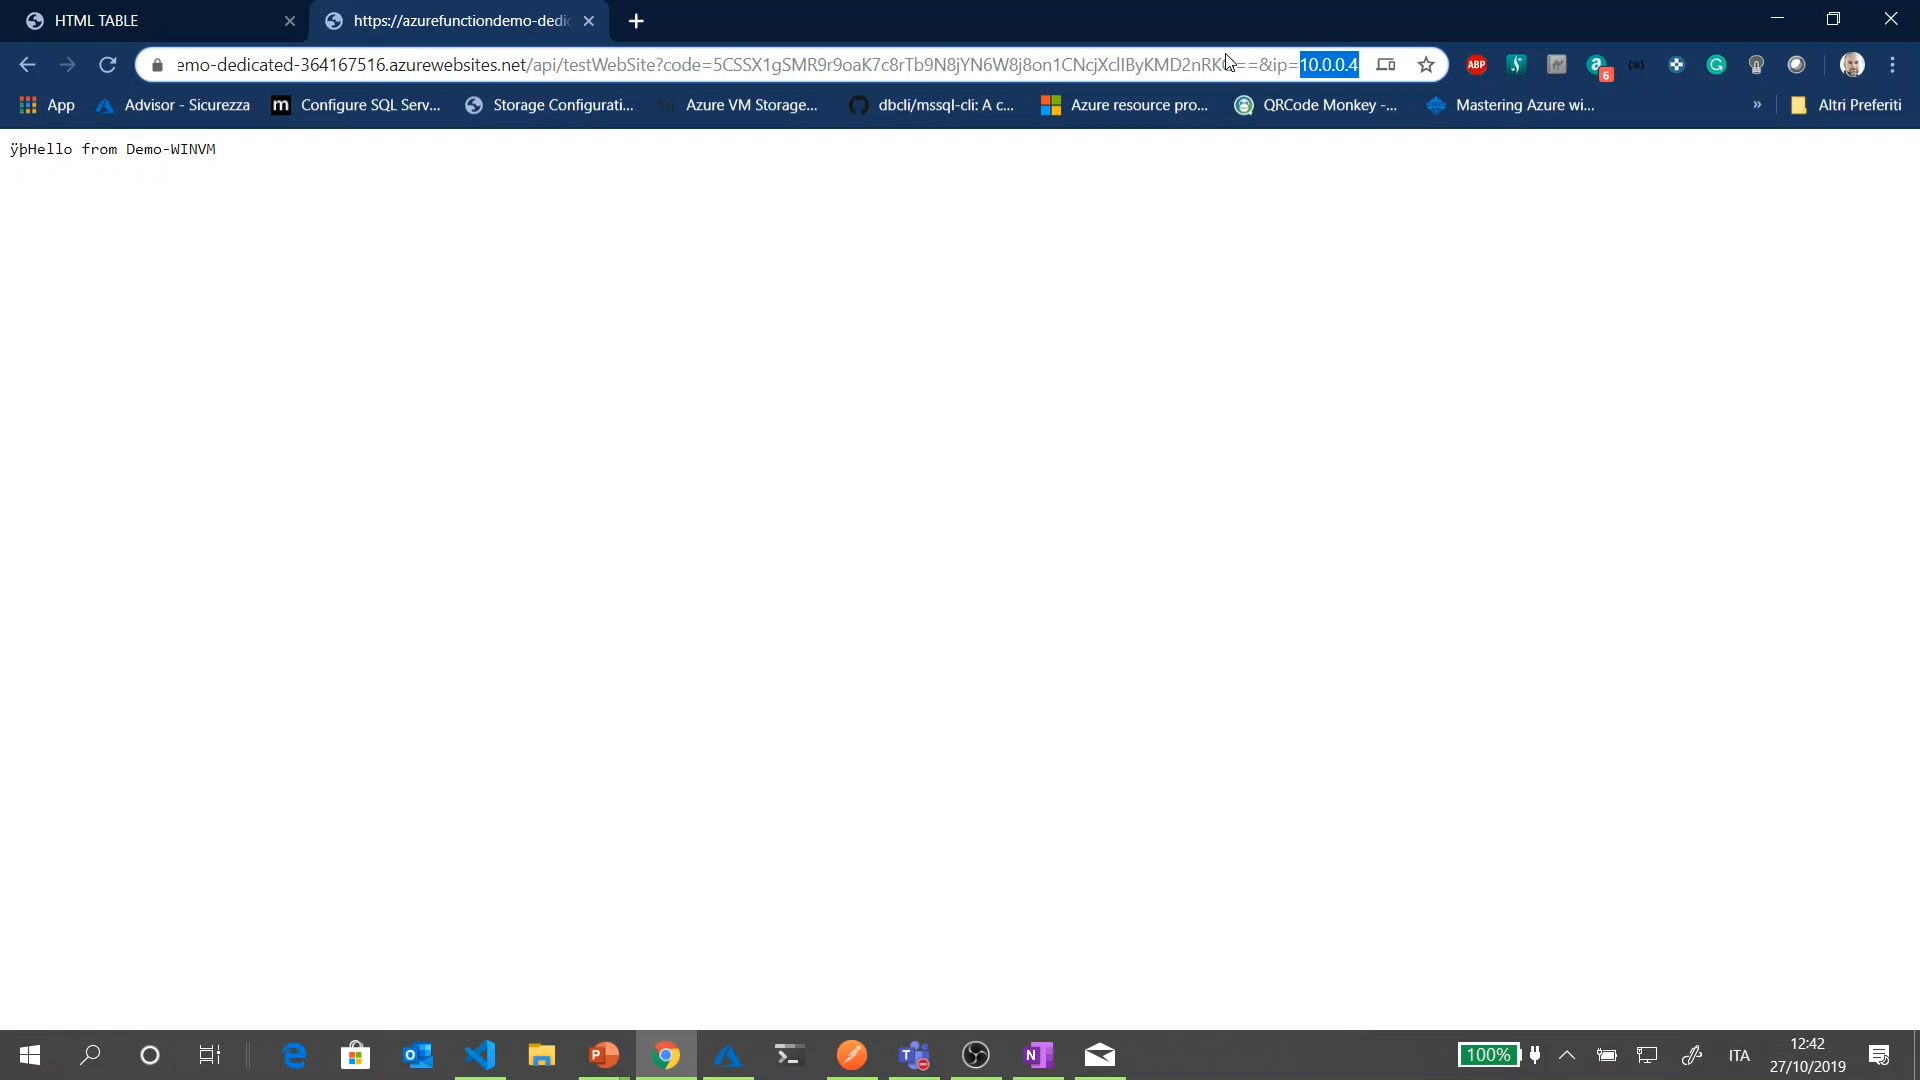 HTML TABLE
https://azurefunctiondemo-dedic
emo-dedicated-364167516.azurewebsites.net/api/testWebSite?code=5CSSX1gSMR9r9oaK7c8rTb9N8jYN6W8j8on1CNcjXclIByKMD2nRK
==&ip=10.0.0.4
ABP
6
App
Advisor - Sicurezza
m
Configure SQL Serv...
Storage Configurati...
Azure VM Storage...
dbcli/mssql-cli: A c...
Azure resource pro...
QRCode Monkey -...
Mastering Azure wi...
»
Altri Preferiti
ÿþHello from Demo-WINVM
100%
ITA
12:42
27/10/2019